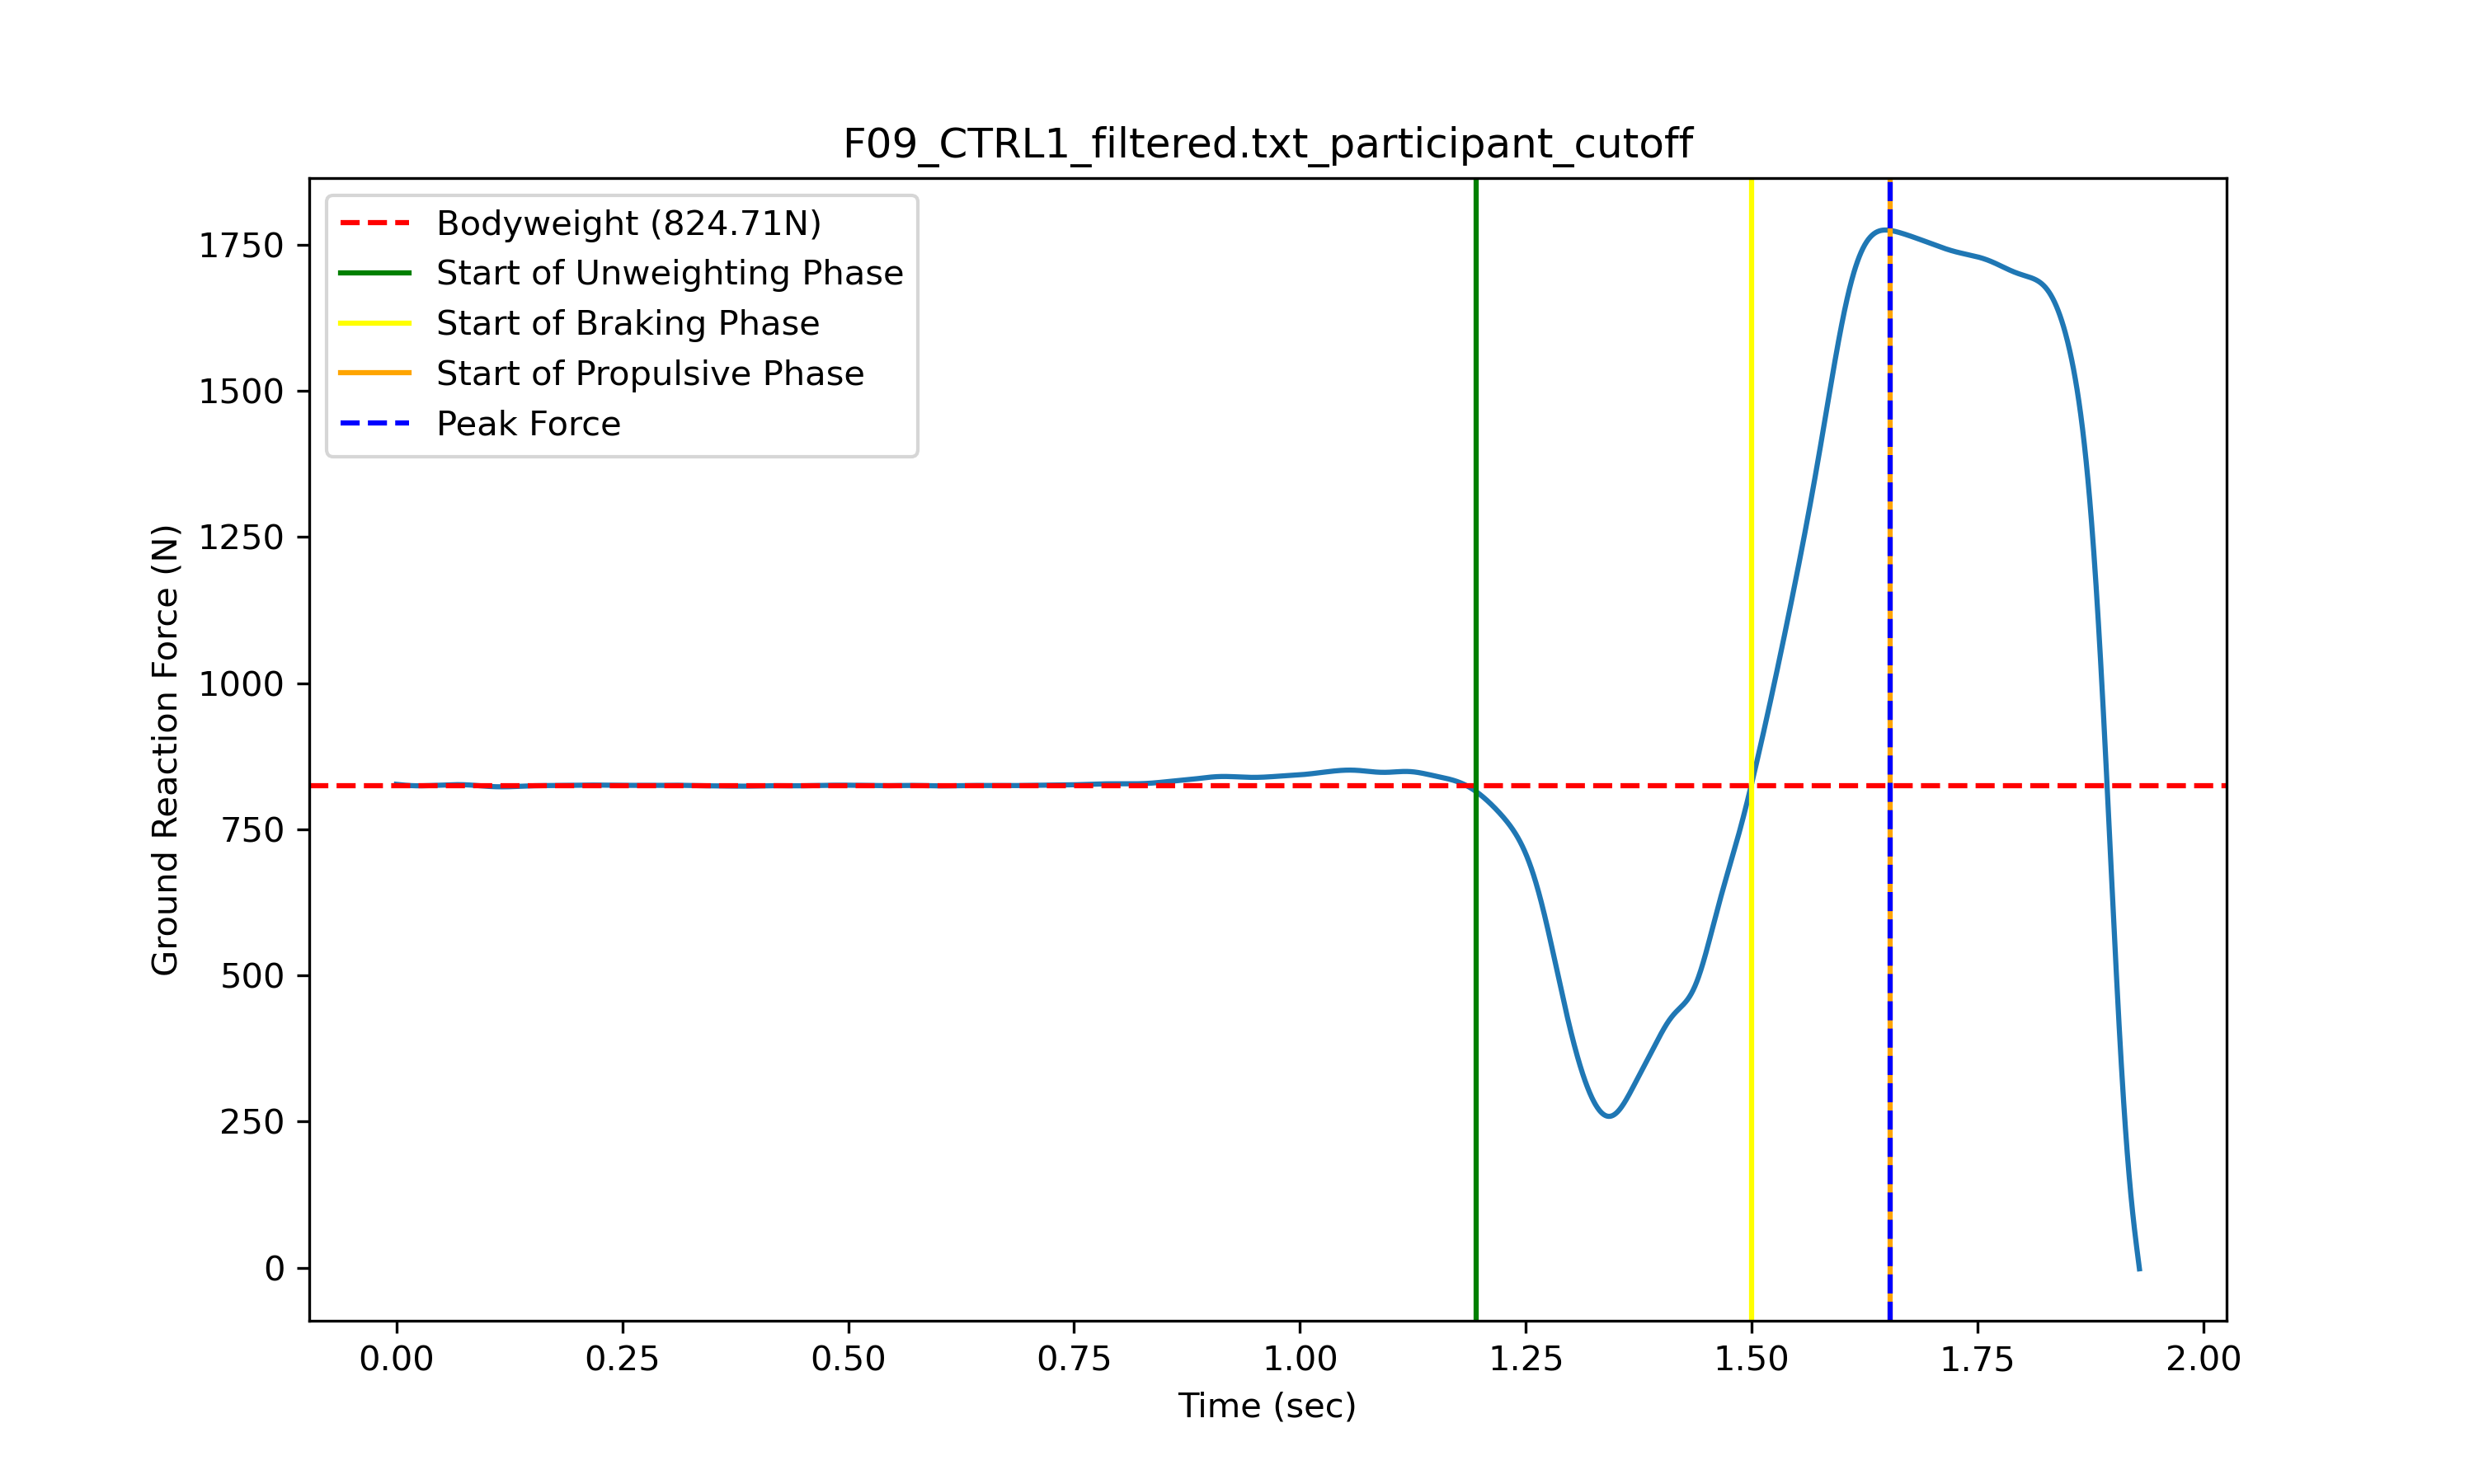 F09_CTRL1_filtered.txt_participant_cutoff
Bodyweight (824.71N)
Start of Unweighting Phase
Start of Braking Phase
Start of Propulsive Phase
Peak Force
Ground Reaction Force (N)
1750
1500
1250
1000
750
500
250
0
0.00 0.25 0.50 0.75 1.00 1.25 1.50 1.75 2.00
Time (sec)